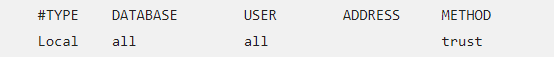 #TYPE DATABASE USER ADDRESS METHOD
Local all all trust